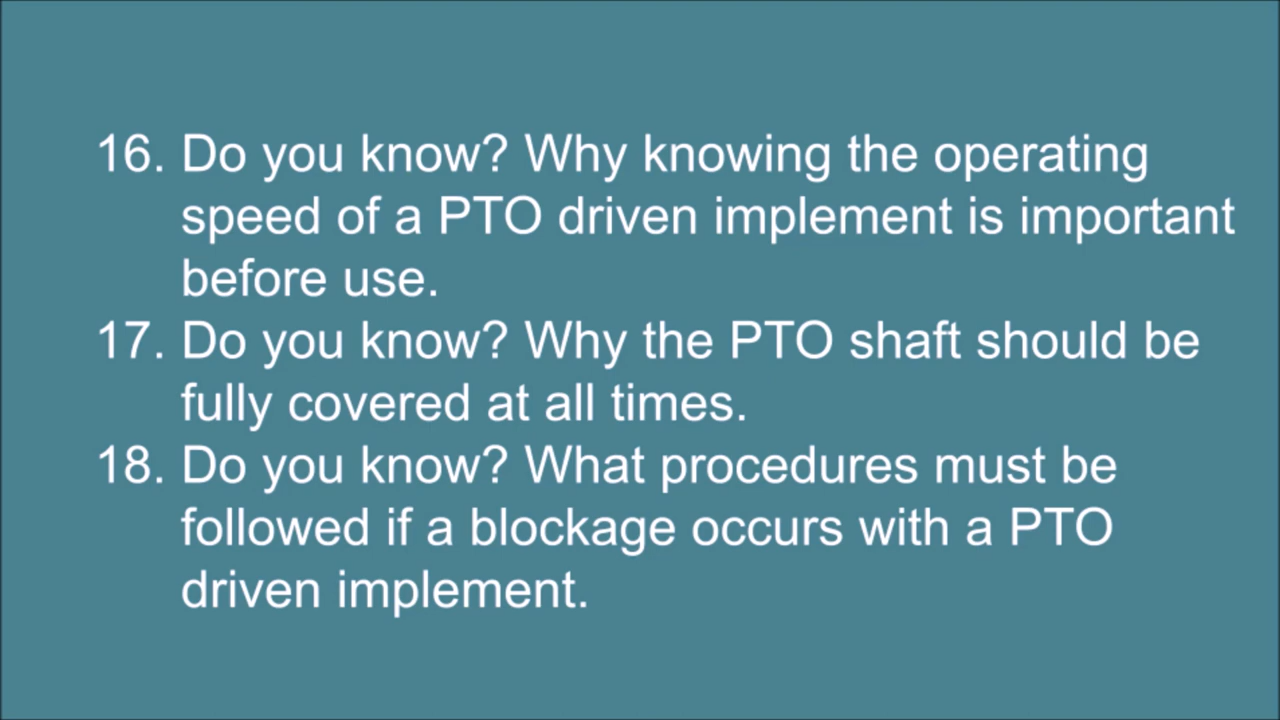 16. Do you know? Why knowing the operating
speed of a PTO driven implement is important
before use.
17. Do you know? Why the PTO shaft should be
fully covered at all times.
18. Do you know? What procedures must be
followed if a blockage occurs with a PTO
driven implement.